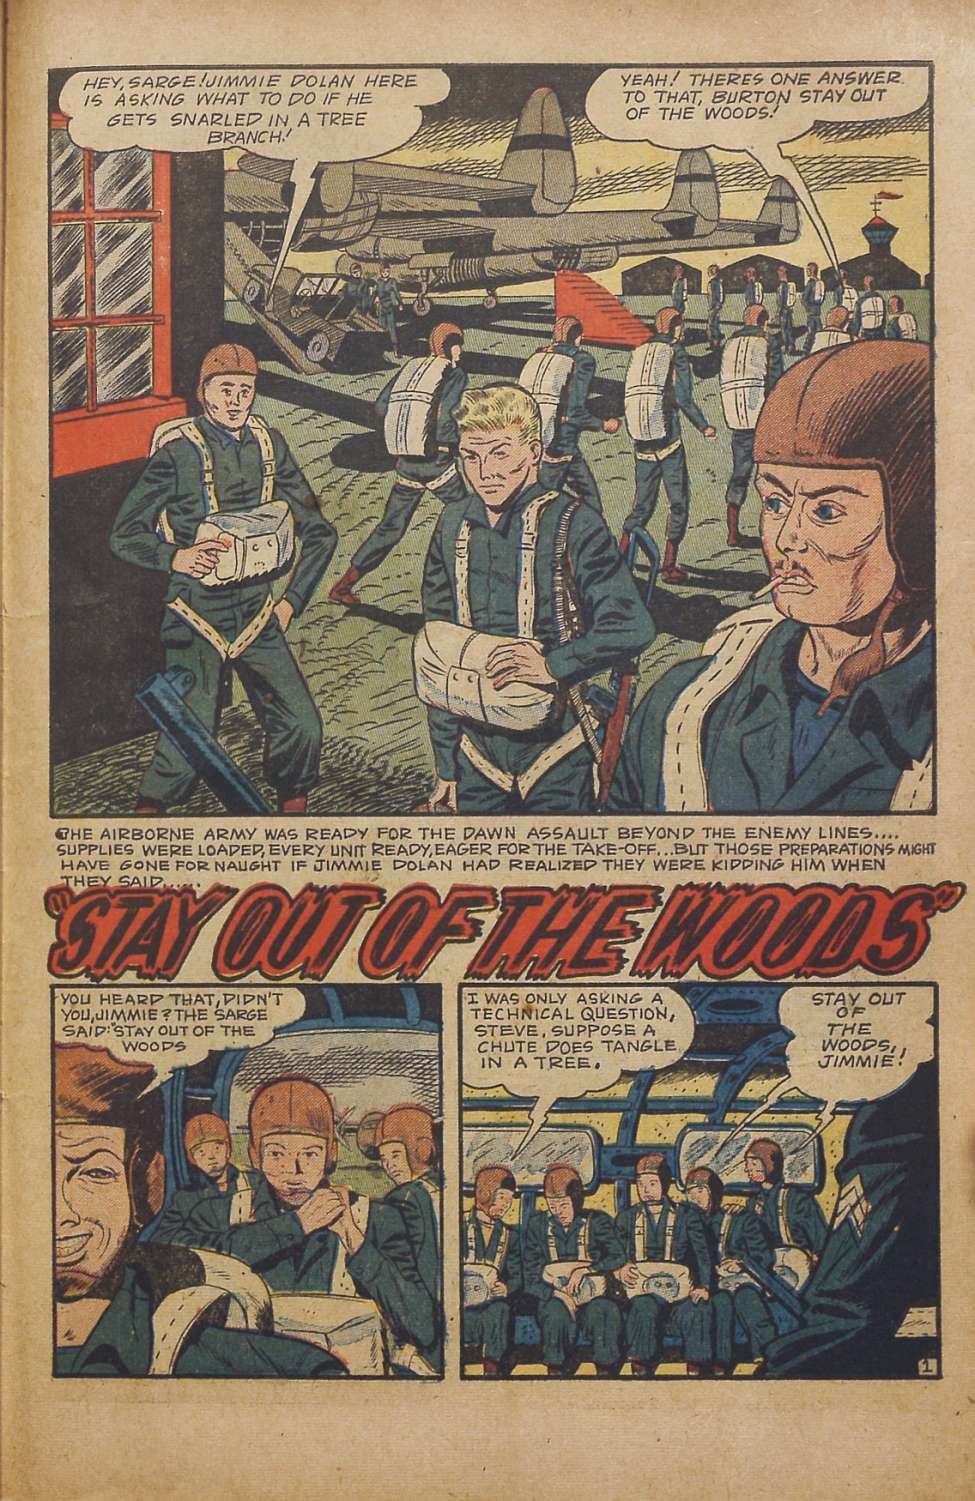 HEY, SARGE! JIMMIE DOLAN HERE
IS ASKING WHAT TO DO IF HE
GETS SNARLED IN A TREE
BRANCH!
YEAH! THERES ONE ANSWER
TO THAT, BURTON STAY OUT
OF THE WOODS!
THE AIRBORNE ARMY WAS READY FOR THE DAWN ASSAULT BEYOND THE ENEMY LINES....
SUPPLIES WERE LOADED, EVERY UNIT READY, EAGER FOR THE TAKE-OFF... BUT THOSE PREPARATIONS MIGHT
HAVE GONE FOR NAUGHT IF JIMMIE DOLAN HAD REALIZED THEY WERE KIDDING HIM WHEN
THEY SAID......
"STAY OUT OF THE WOODS"
YOU HEARD THAT, DIDN'T
YOU, JIMMIE? THE SARGE
SAID: "STAY OUT OF THE
WOODS
I WAS ONLY ASKING A
TECHNICAL QUESTION,
STEVE. SUPPOSE A
CHUTE DOES TANGLE
IN A TREE.
STAY OUT
OF
THE
WOODS,
JIMMIE!
1